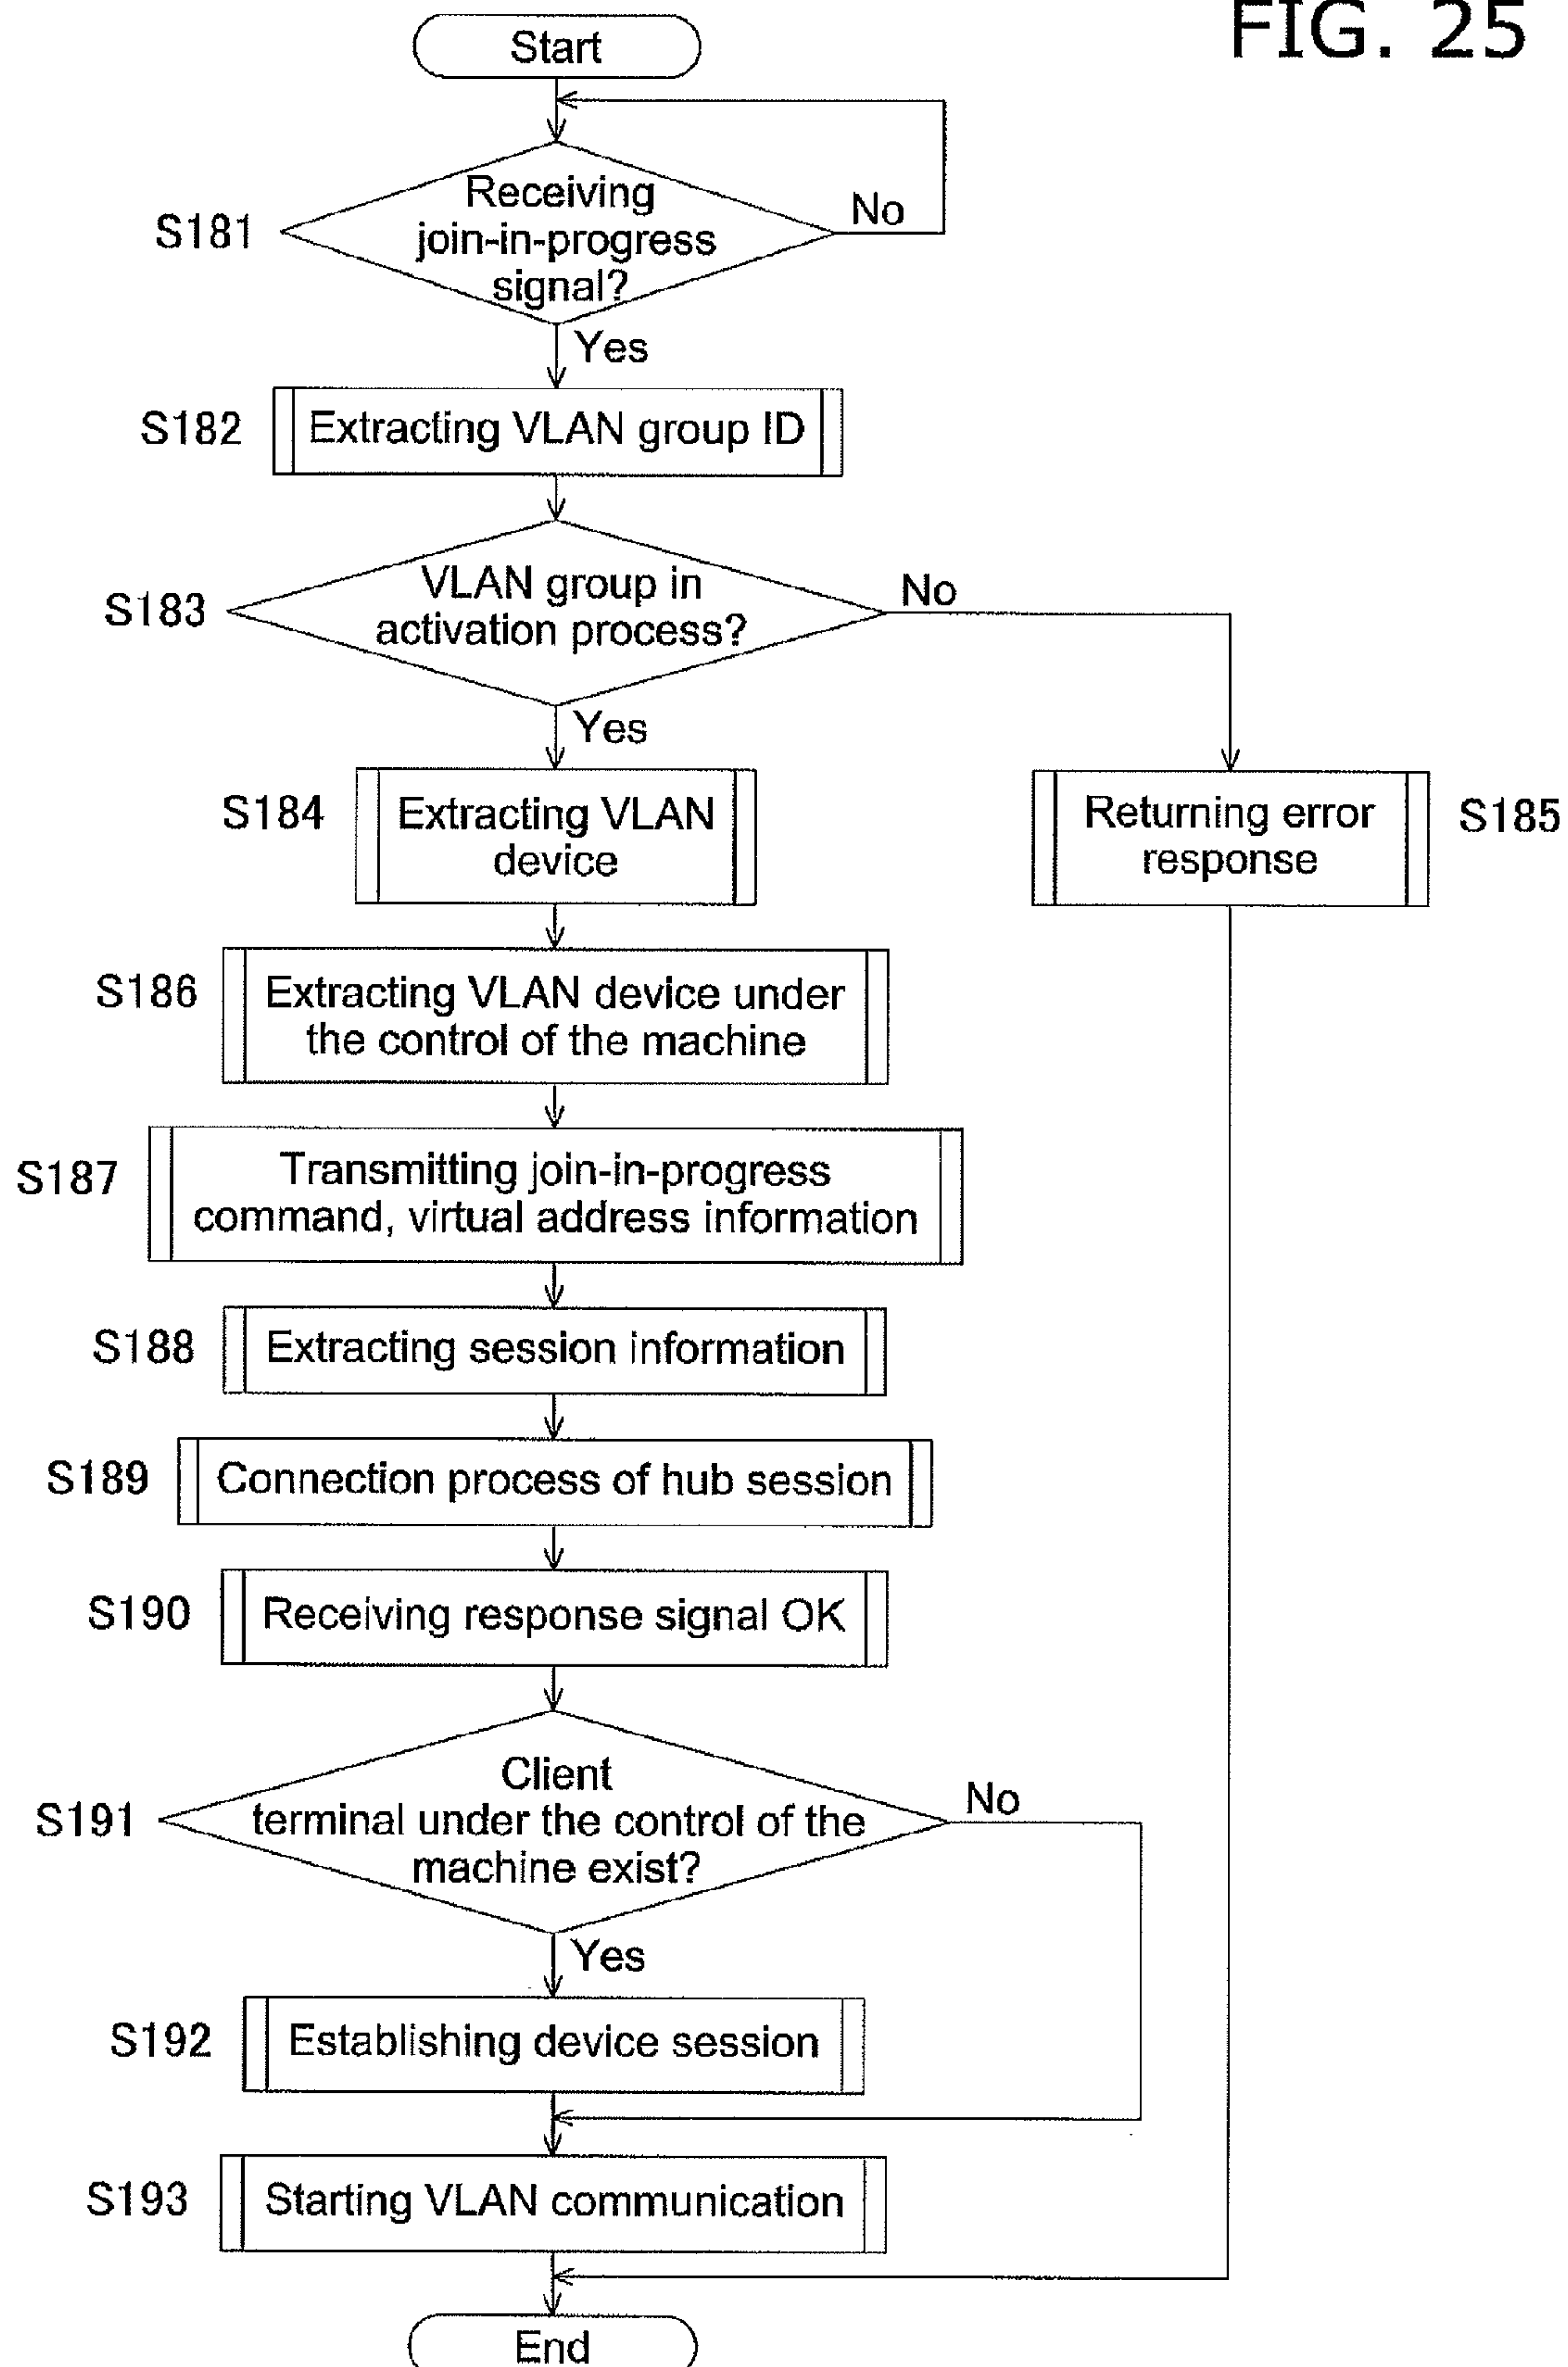 FIG. 25
Start
S181
Receiving
join-in-progress
signal?
No
Yes
S182
Extracting VLAN group ID
S183
VLAN group in
activation process?
No
Yes
S184
Extracting VLAN
device
Returning error
response
S185
S186
Extracting VLAN device under
the control of the machine
S187
Transmitting join-in-progress
command, virtual address information
S188
Extracting session information
S189
Connection process of hub session
S190
Receiving response signal OK
S191
Client
terminal under the control of the
machine exist?
No
Yes
S192
Establishing device session
S193
Starting VLAN communication
End